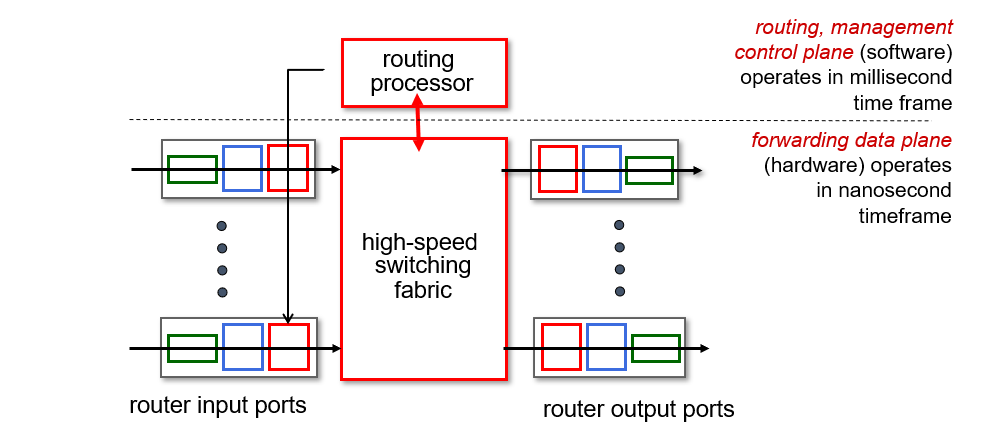 routing, management
control plane (software)
operates in millisecond
time frame
routing
processor
forwarding data plane
(hardware) operates
in nanosecond
timeframe
high-speed
switching
fabric
router input ports
router output ports